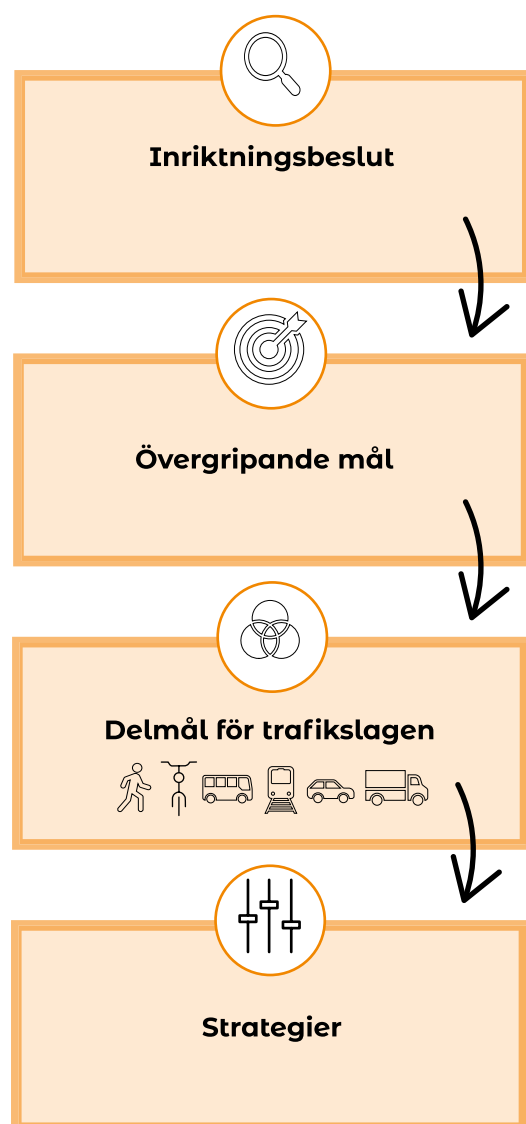 Inriktningsbeslut
Övergripande mål
Delmål för trafikslagen
Strategier